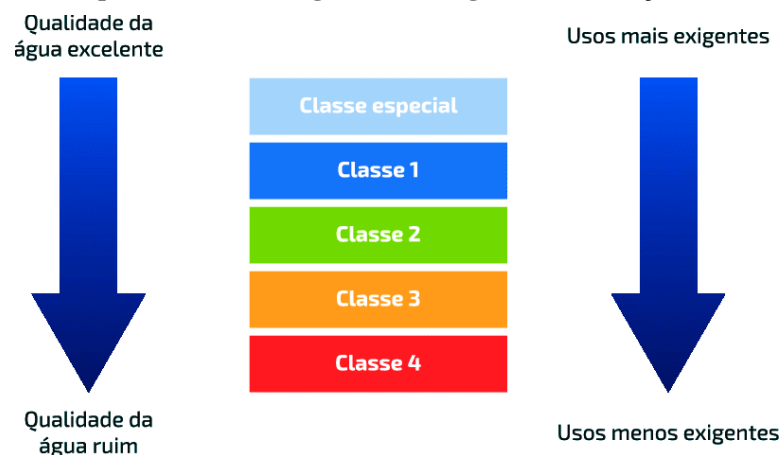 Qualidade da
água excelente
Usos mais exigentes
Classe especial
Classe 1
Classe 2
Classe 3
Classe 4
Qualidade da
água ruim
Usos menos exigentes